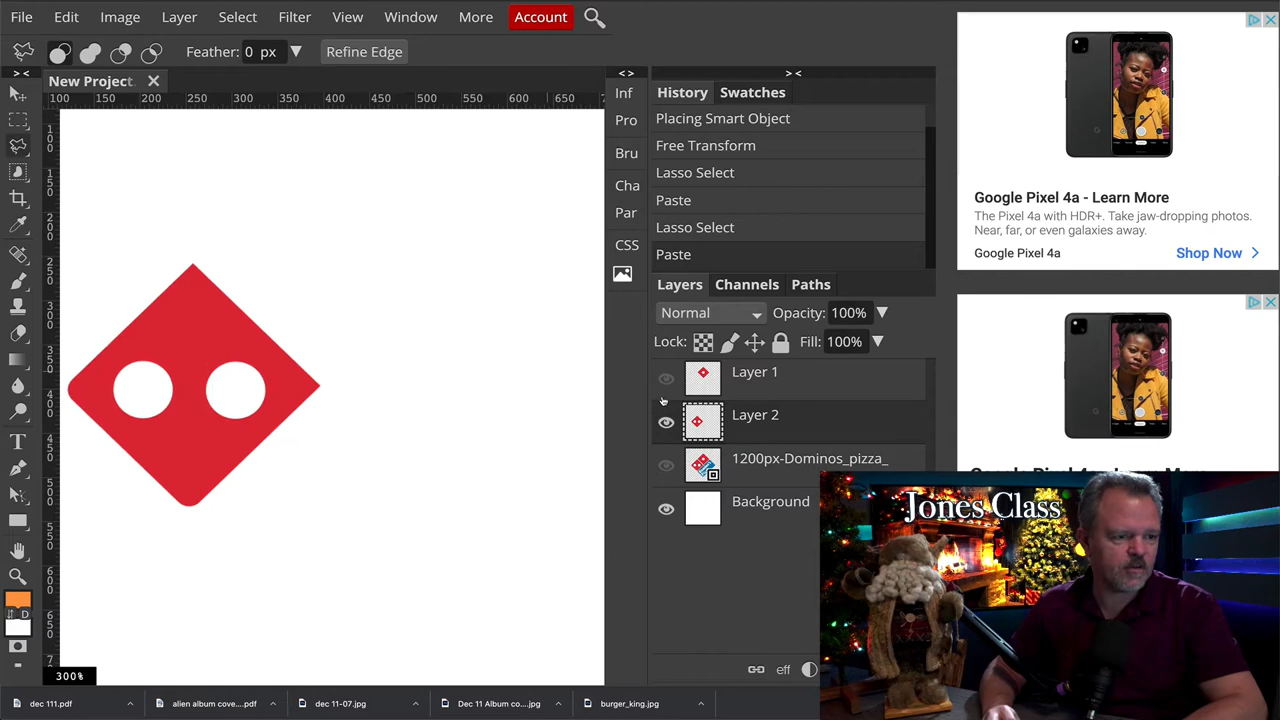 File Edit Image Layer Select Filter View Window More Account
Feather: 0 px Refine Edge
New Project.
100 150 200 250 300 350 400 450 500 550 600 650
100
150
200
250
300
350
400
450
500
550
600
650
300%
Inf
Pro
Bru
Cha
Par
CSS
History Swatches
Placing Smart Object
Free Transform
Lasso Select
Paste
Lasso Select
Paste
Layers Channels Paths
Normal Opacity: 100%
Lock: Fill: 100%
Layer 1
Layer 2
1200px-Dominos_pizza_
Background
eff
T
D
Google Pixel 4a - Learn More
The Pixel 4a with HDR+. Take jaw-dropping photos.
Near, far, or even galaxies away.
Google Pixel 4a Shop Now
Jones Class
dec 111.pdf
alien album cove....pdf
dec 11-07.jpg
Dec 11 Album co....jpg
burger_king.jpg